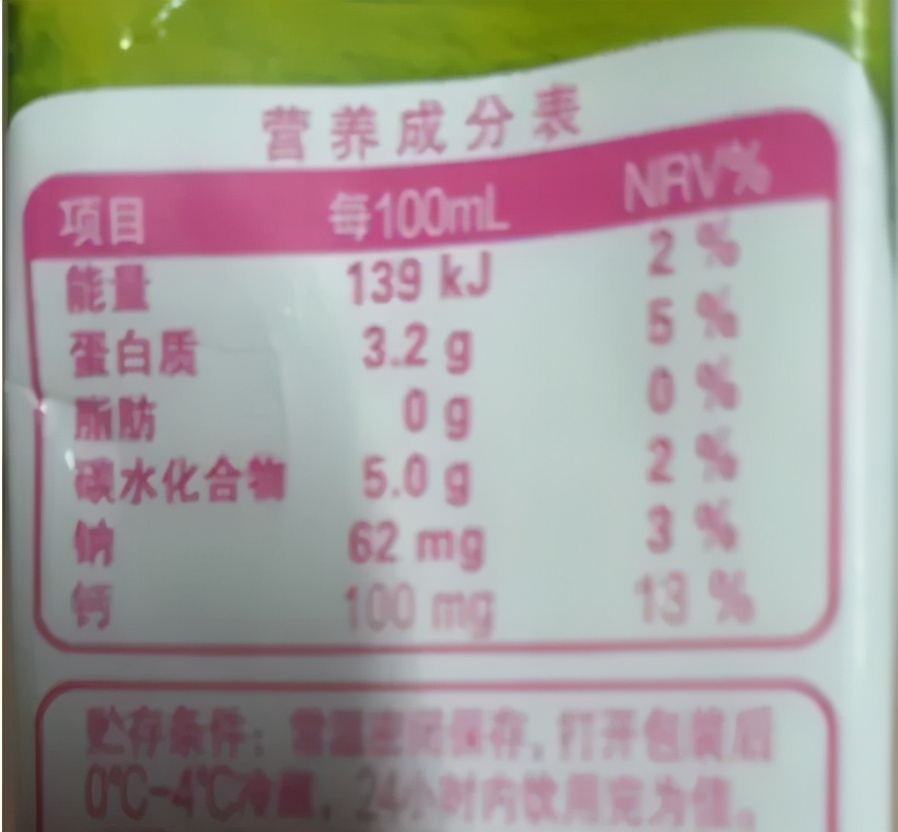 营养成分表
项目 每100mL NRV%
能量 139 kJ 2 %
蛋白质 3.2 g 5 %
脂肪 0 g 0 %
碳水化合物 5.0 g 2 %
钠 62 mg 3 %
钙 100 mg 13 %
贮存条件：常温密闭保存，打开包装后
0℃-4℃冷藏，24小时内饮用完为佳。